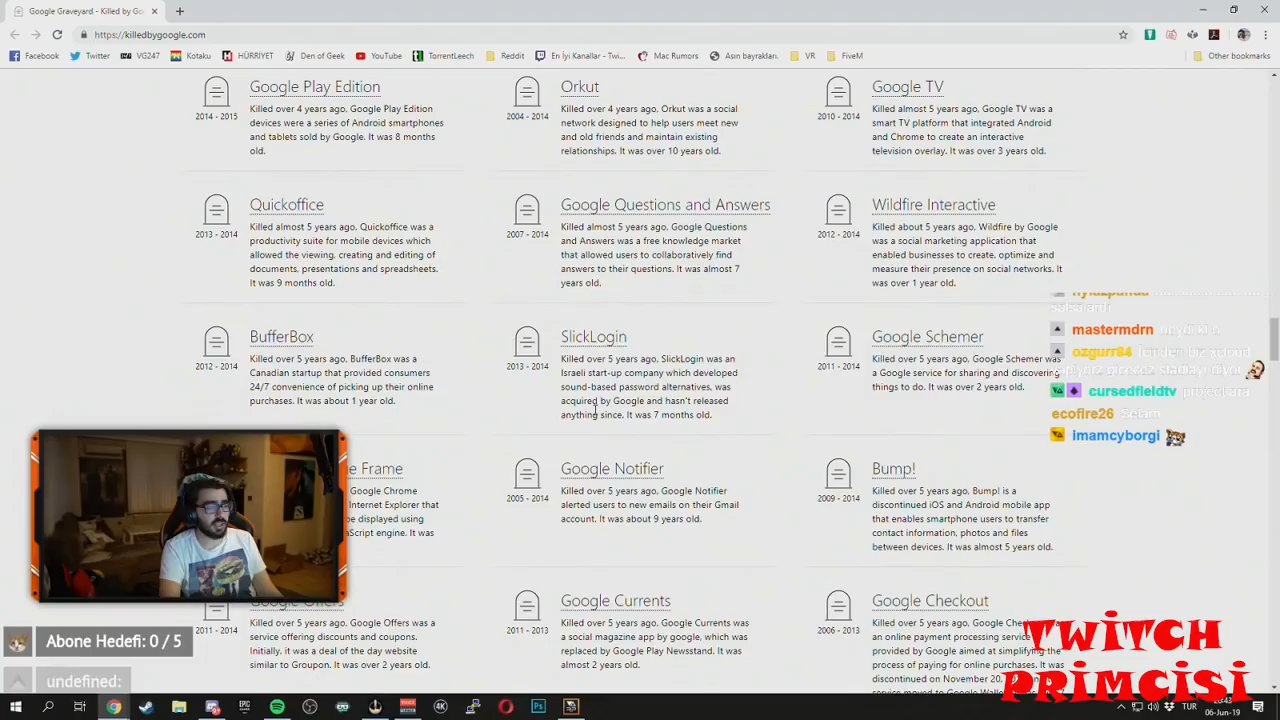 Google Graveyard - Killed by Go
https://killedbygoogle.com
Facebook Twitter VG247 Kotaku HÜRRİYET Den of Geek YouTube TorrentLeech Reddit En İyi Kanallar - Twi... Mac Rumors Asın bayrakları VR FiveM Other bookmarks
Google Play Edition
2014 - 2015
Killed over 4 years ago, Google Play Edition
devices were a series of Android smartphones
and tablets sold by Google. It was 8 months
old.
Orkut
2004 - 2014
Killed over 4 years ago, Orkut was a social
network designed to help users meet new
and old friends and maintain existing
relationships. It was over 10 years old.
Google TV
2010 - 2014
Killed almost 5 years ago, Google TV was a
smart TV platform that integrated Android
and Chrome to create an interactive
television overlay. It was over 3 years old.
Quickoffice
2013 - 2014
Killed almost 5 years ago, Quickoffice was a
productivity suite for mobile devices which
allowed the viewing, creating and editing of
documents, presentations and spreadsheets.
It was 9 months old.
Google Questions and Answers
2007 - 2014
Killed almost 5 years ago, Google Questions
and Answers was a free knowledge market
that allowed users to collaboratively find
answers to their questions. It was almost 7
years old.
Wildfire Interactive
2012 - 2014
Killed about 5 years ago, Wildfire by Google
was a social marketing application that
enabled businesses to create, optimize and
measure their presence on social networks. It
was over 1 year old.
BufferBox
2012 - 2014
Killed over 5 years ago, BufferBox was a
Canadian startup that provided consumers
24/7 convenience of picking up their online
purchases. It was about 1 year old.
SlickLogin
2013 - 2014
Killed over 5 years ago, SlickLogin was an
Israeli start-up company which developed
sound-based password alternatives, was
acquired by Google and hasn't released
anything since. It was 7 months old.
Google Schemer
2011 - 2014
Killed over 5 years ago, Google Schemer was
a Google service for sharing and discovering
things to do. It was over 2 years old.
salsalardı
mastermdrn
ozgurr84
cursedfieldtv
ecofire26 Selam
imamcyborgi
e Frame
Google Chrome
Internet Explorer that
be displayed using
aScript engine. It was
Google Notifier
2005 - 2014
Killed over 5 years ago, Google Notifier
alerted users to new emails on their Gmail
account. It was about 9 years old.
Bump!
2009 - 2014
Killed over 5 years ago, Bump! is a
discontinued iOS and Android mobile app
that enables smartphone users to transfer
contact information, photos and files
between devices. It was almost 5 years old.
Google Offers
2011 - 2014
Killed over 5 years ago, Google Offers was a
service offering discounts and coupons.
Initially, it was a deal of the day website
similar to Groupon. It was over 2 years old.
Google Currents
2011 - 2013
Killed over 5 years ago, Google Currents was
a social magazine app by google, which was
replaced by Google Play Newsstand. It was
almost 2 years old.
Google Checkout
2006 - 2013
Killed over 5 years ago, Google Che
an online payment processing service
provided by Google aimed at simplifying the
process of paying for online purchases. It was
discontinued on November 20,
Abone Hedefi: 0 / 5
undefined:
TWİTCH
PRİMCİSİ
4K
TUR
20:43
06-Jun-19